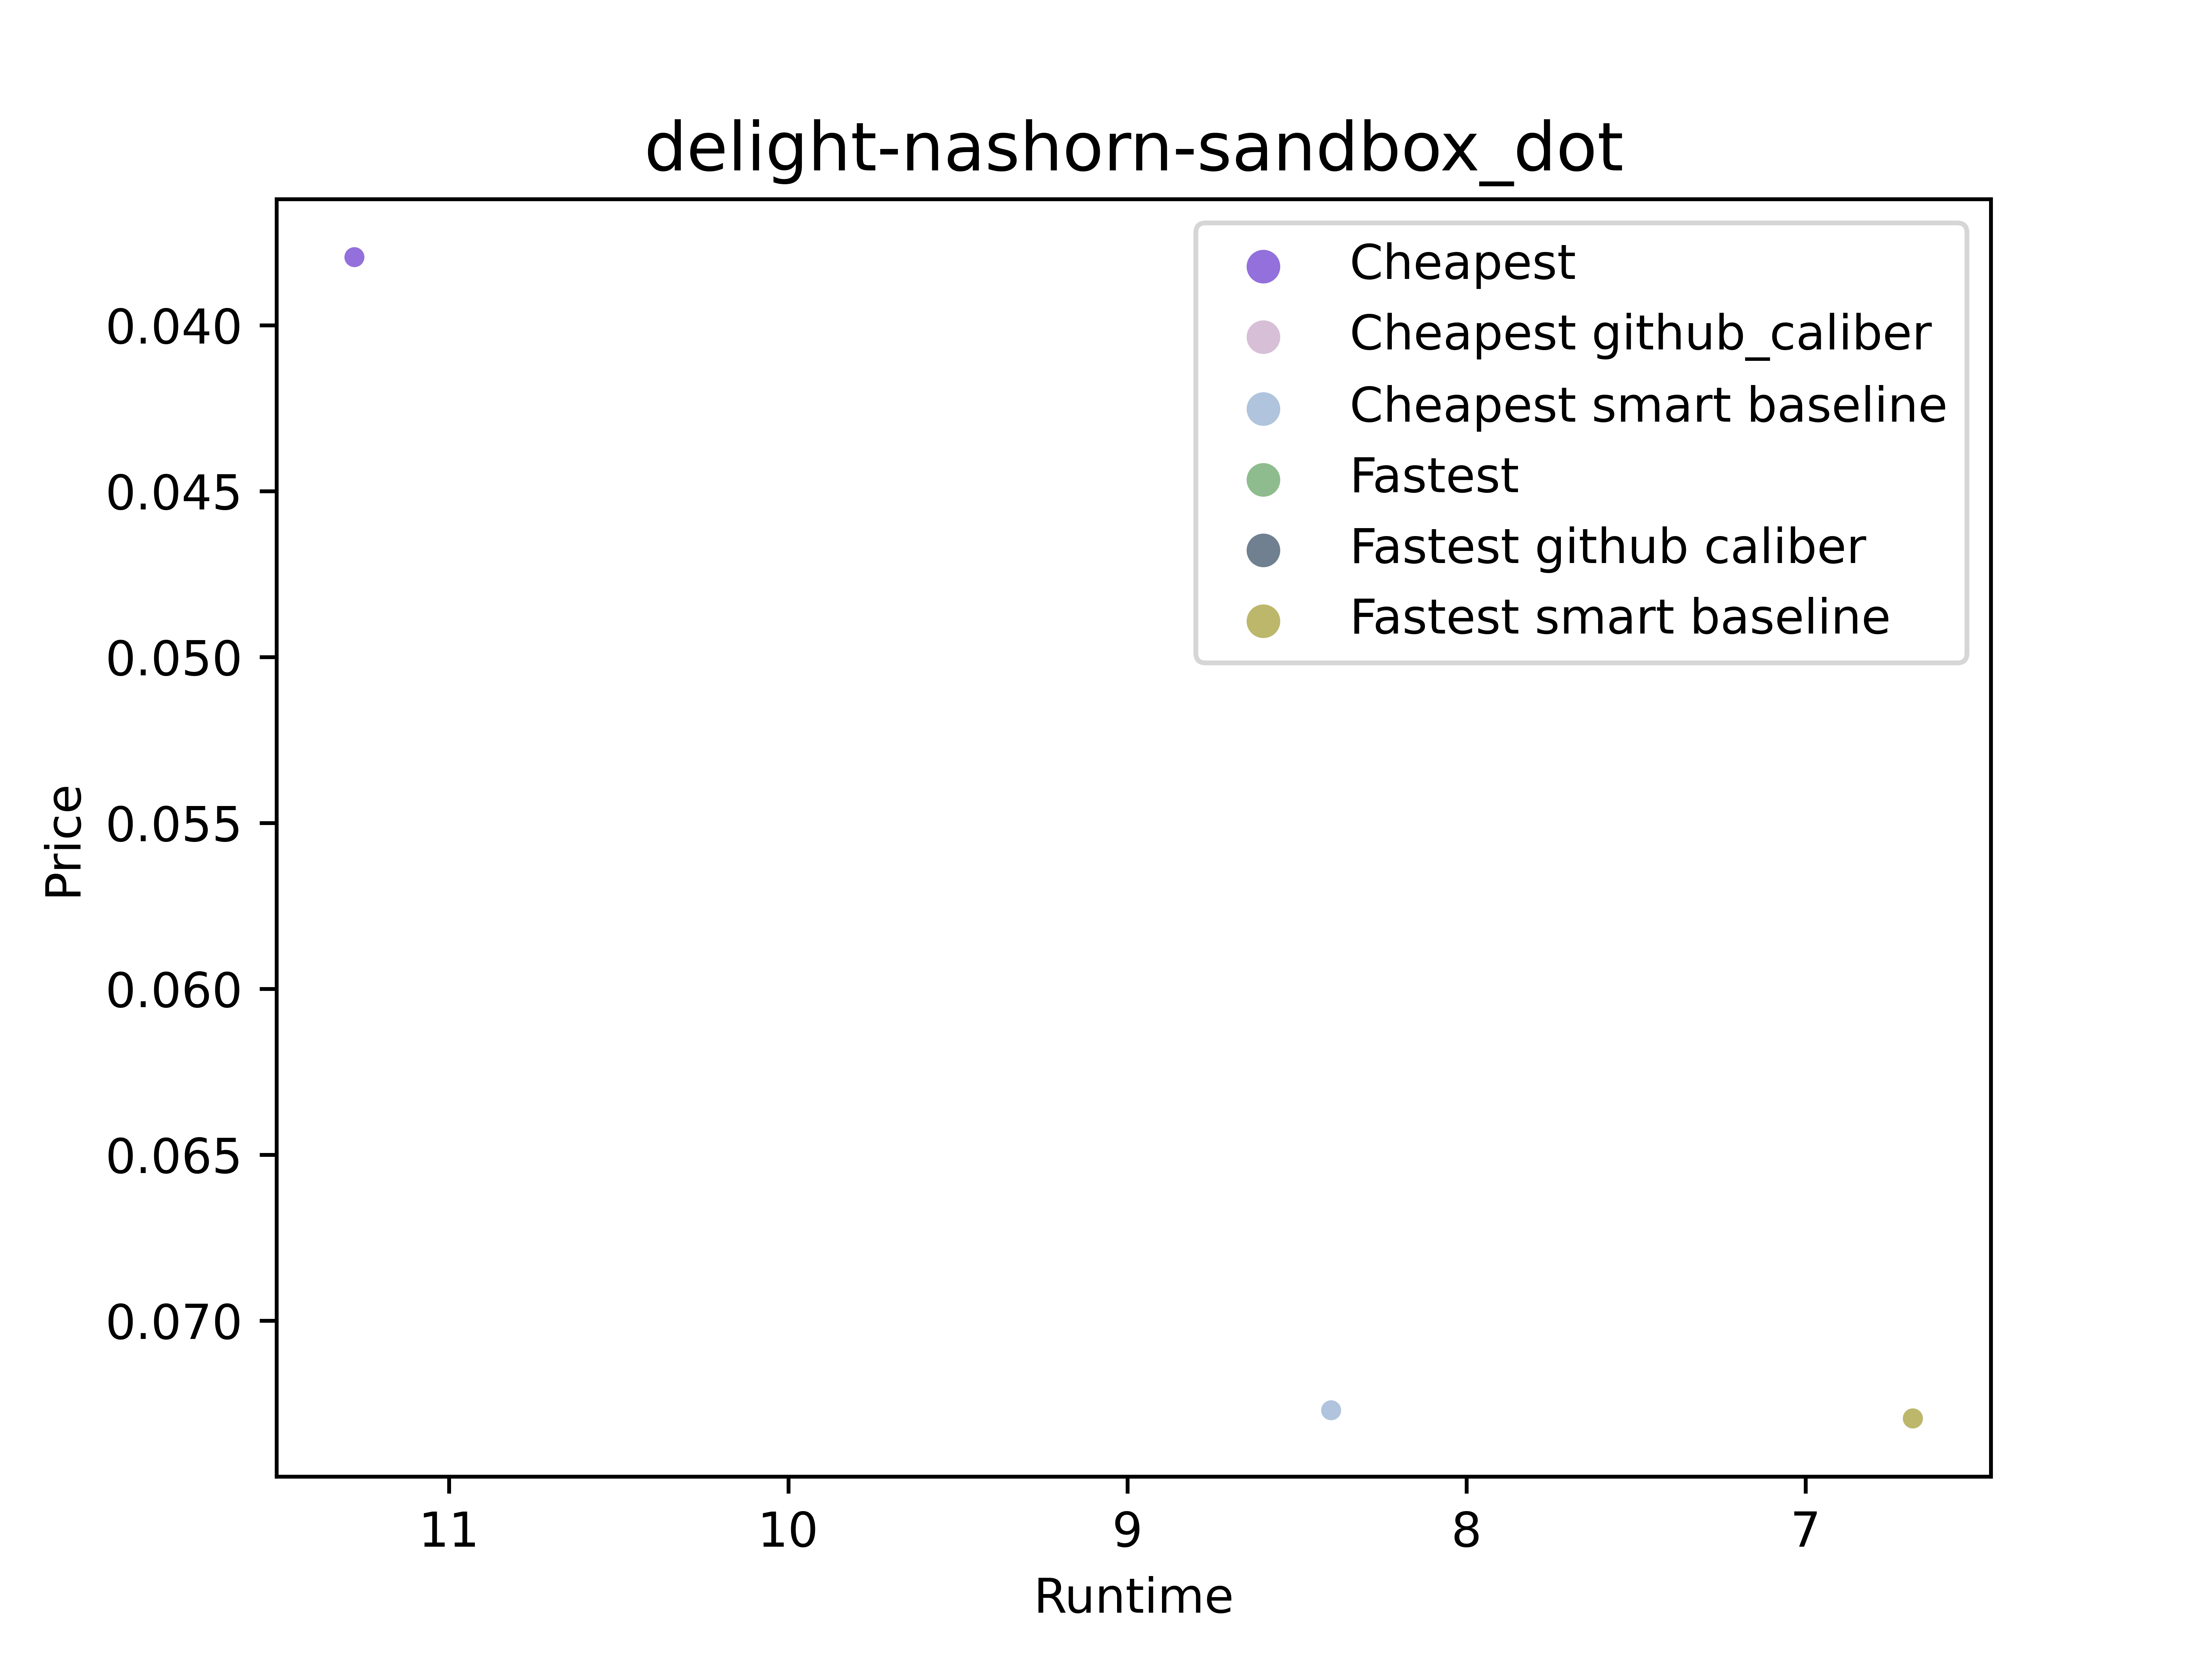 delight-nashorn-sandbox_dot
Cheapest
Cheapest github_caliber
Cheapest smart baseline
Fastest
Fastest github caliber
Fastest smart baseline
Price
0.040
0.045
0.050
0.055
0.060
0.065
0.070
11 10 9 8 7
Runtime